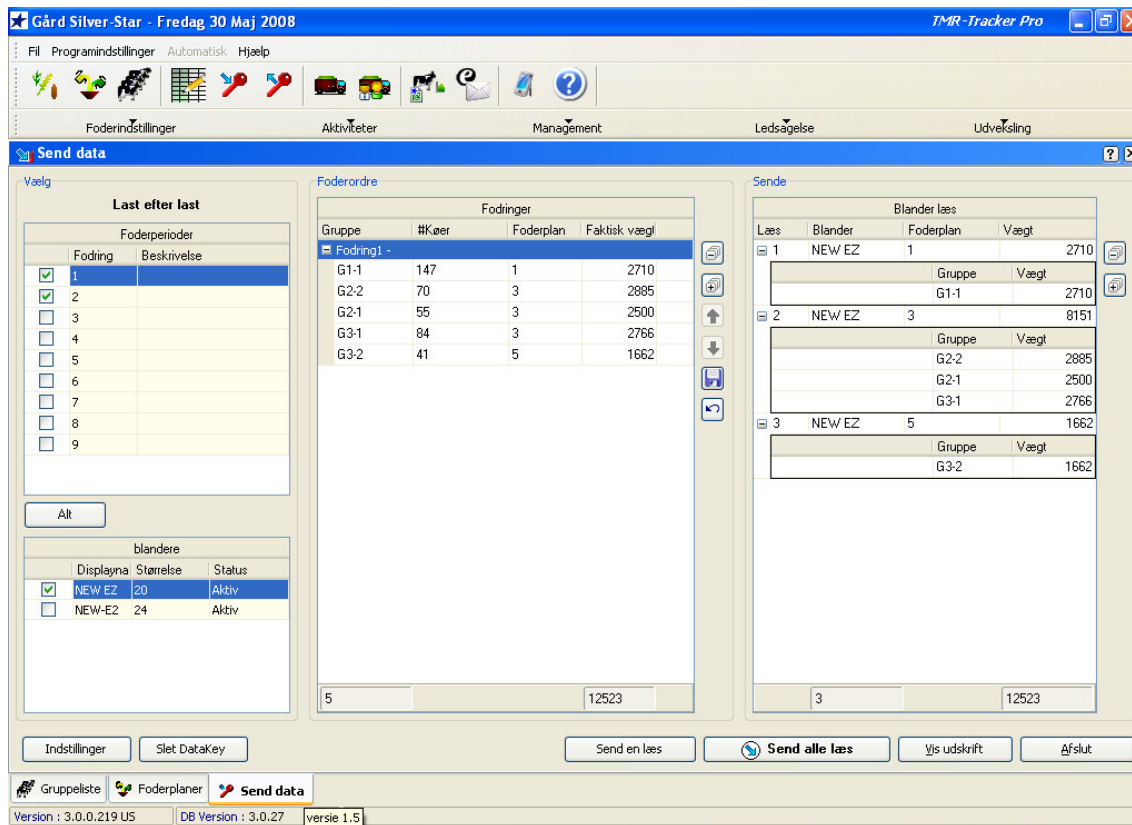 Gård Silver-Star - Fredag 30 Maj 2008 TMR-Tracker Pro
Fil Programindstillinger Automatisk Hjælp
Foderindstillinger Aktiviteter Management Ledsagelse Udveksling
Send data
Vælg
Last efter last
Foderperioder
Fodring Beskrivelse
1
2
3
4
5
6
7
8
9
Alt
blandere
Displayna Størrelse Status
NEW EZ 20 Aktiv
NEW-E2 24 Aktiv
Foderordre
Fodringer
Gruppe #Køer Foderplan Faktisk vægt
Fodring1 -
G1-1 147 1 2710
G2-2 70 3 2885
G2-1 55 3 2500
G3-1 84 3 2766
G3-2 41 5 1662
5 12523
Sende
Blander læs
Læs Blander Foderplan Vægt
1 NEW EZ 1 2710
Gruppe Vægt
G1-1 2710
2 NEW EZ 3 8151
Gruppe Vægt
G2-2 2885
G2-1 2500
G3-1 2766
3 NEW EZ 5 1662
Gruppe Vægt
G3-2 1662
3 12523
Indstillinger Slet DataKey Send en læs Send alle læs Vis udskrift Afslut
Gruppeliste Foderplaner Send data
Version : 3.0.0.219 US DB Version : 3.0.27 versie 1.5